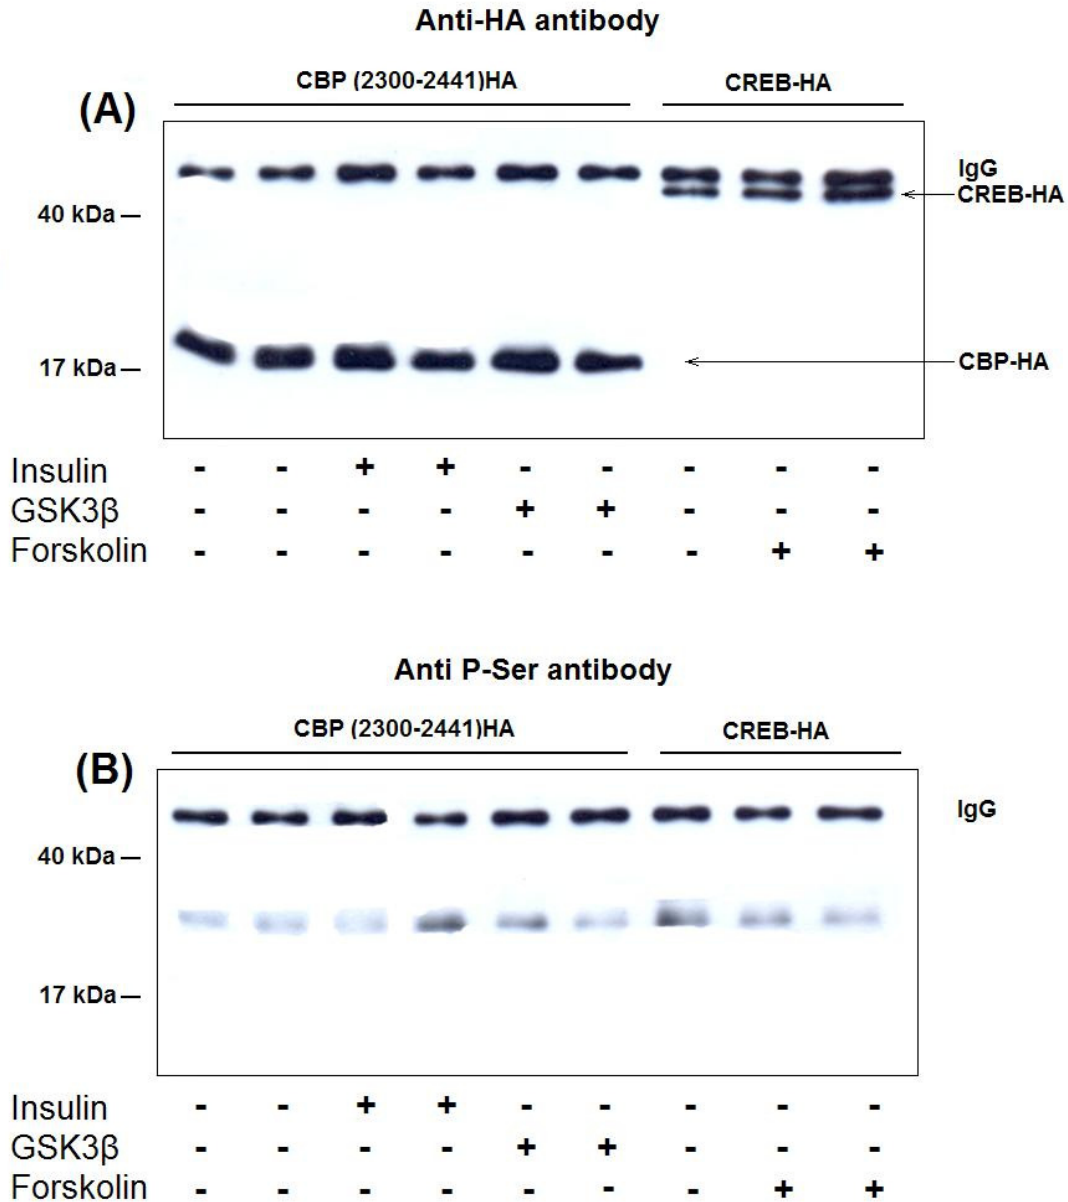 Anti-HA antibody
CBP (2300-2441)HA
CREB-HA
(A)
IgG
CREB-HA
40 kDa
17 kDa
CBP-HA
Insulin - - + + - - - - -
GSK3β - - - - + + - - -
Forskolin - - - - - - - + +
Anti P-Ser antibody
CBP (2300-2441)HA
CREB-HA
(B)
IgG
40 kDa
17 kDa
Insulin - - + + - - - - -
GSK3β - - - - + + - - -
Forskolin - - - - - - - + +